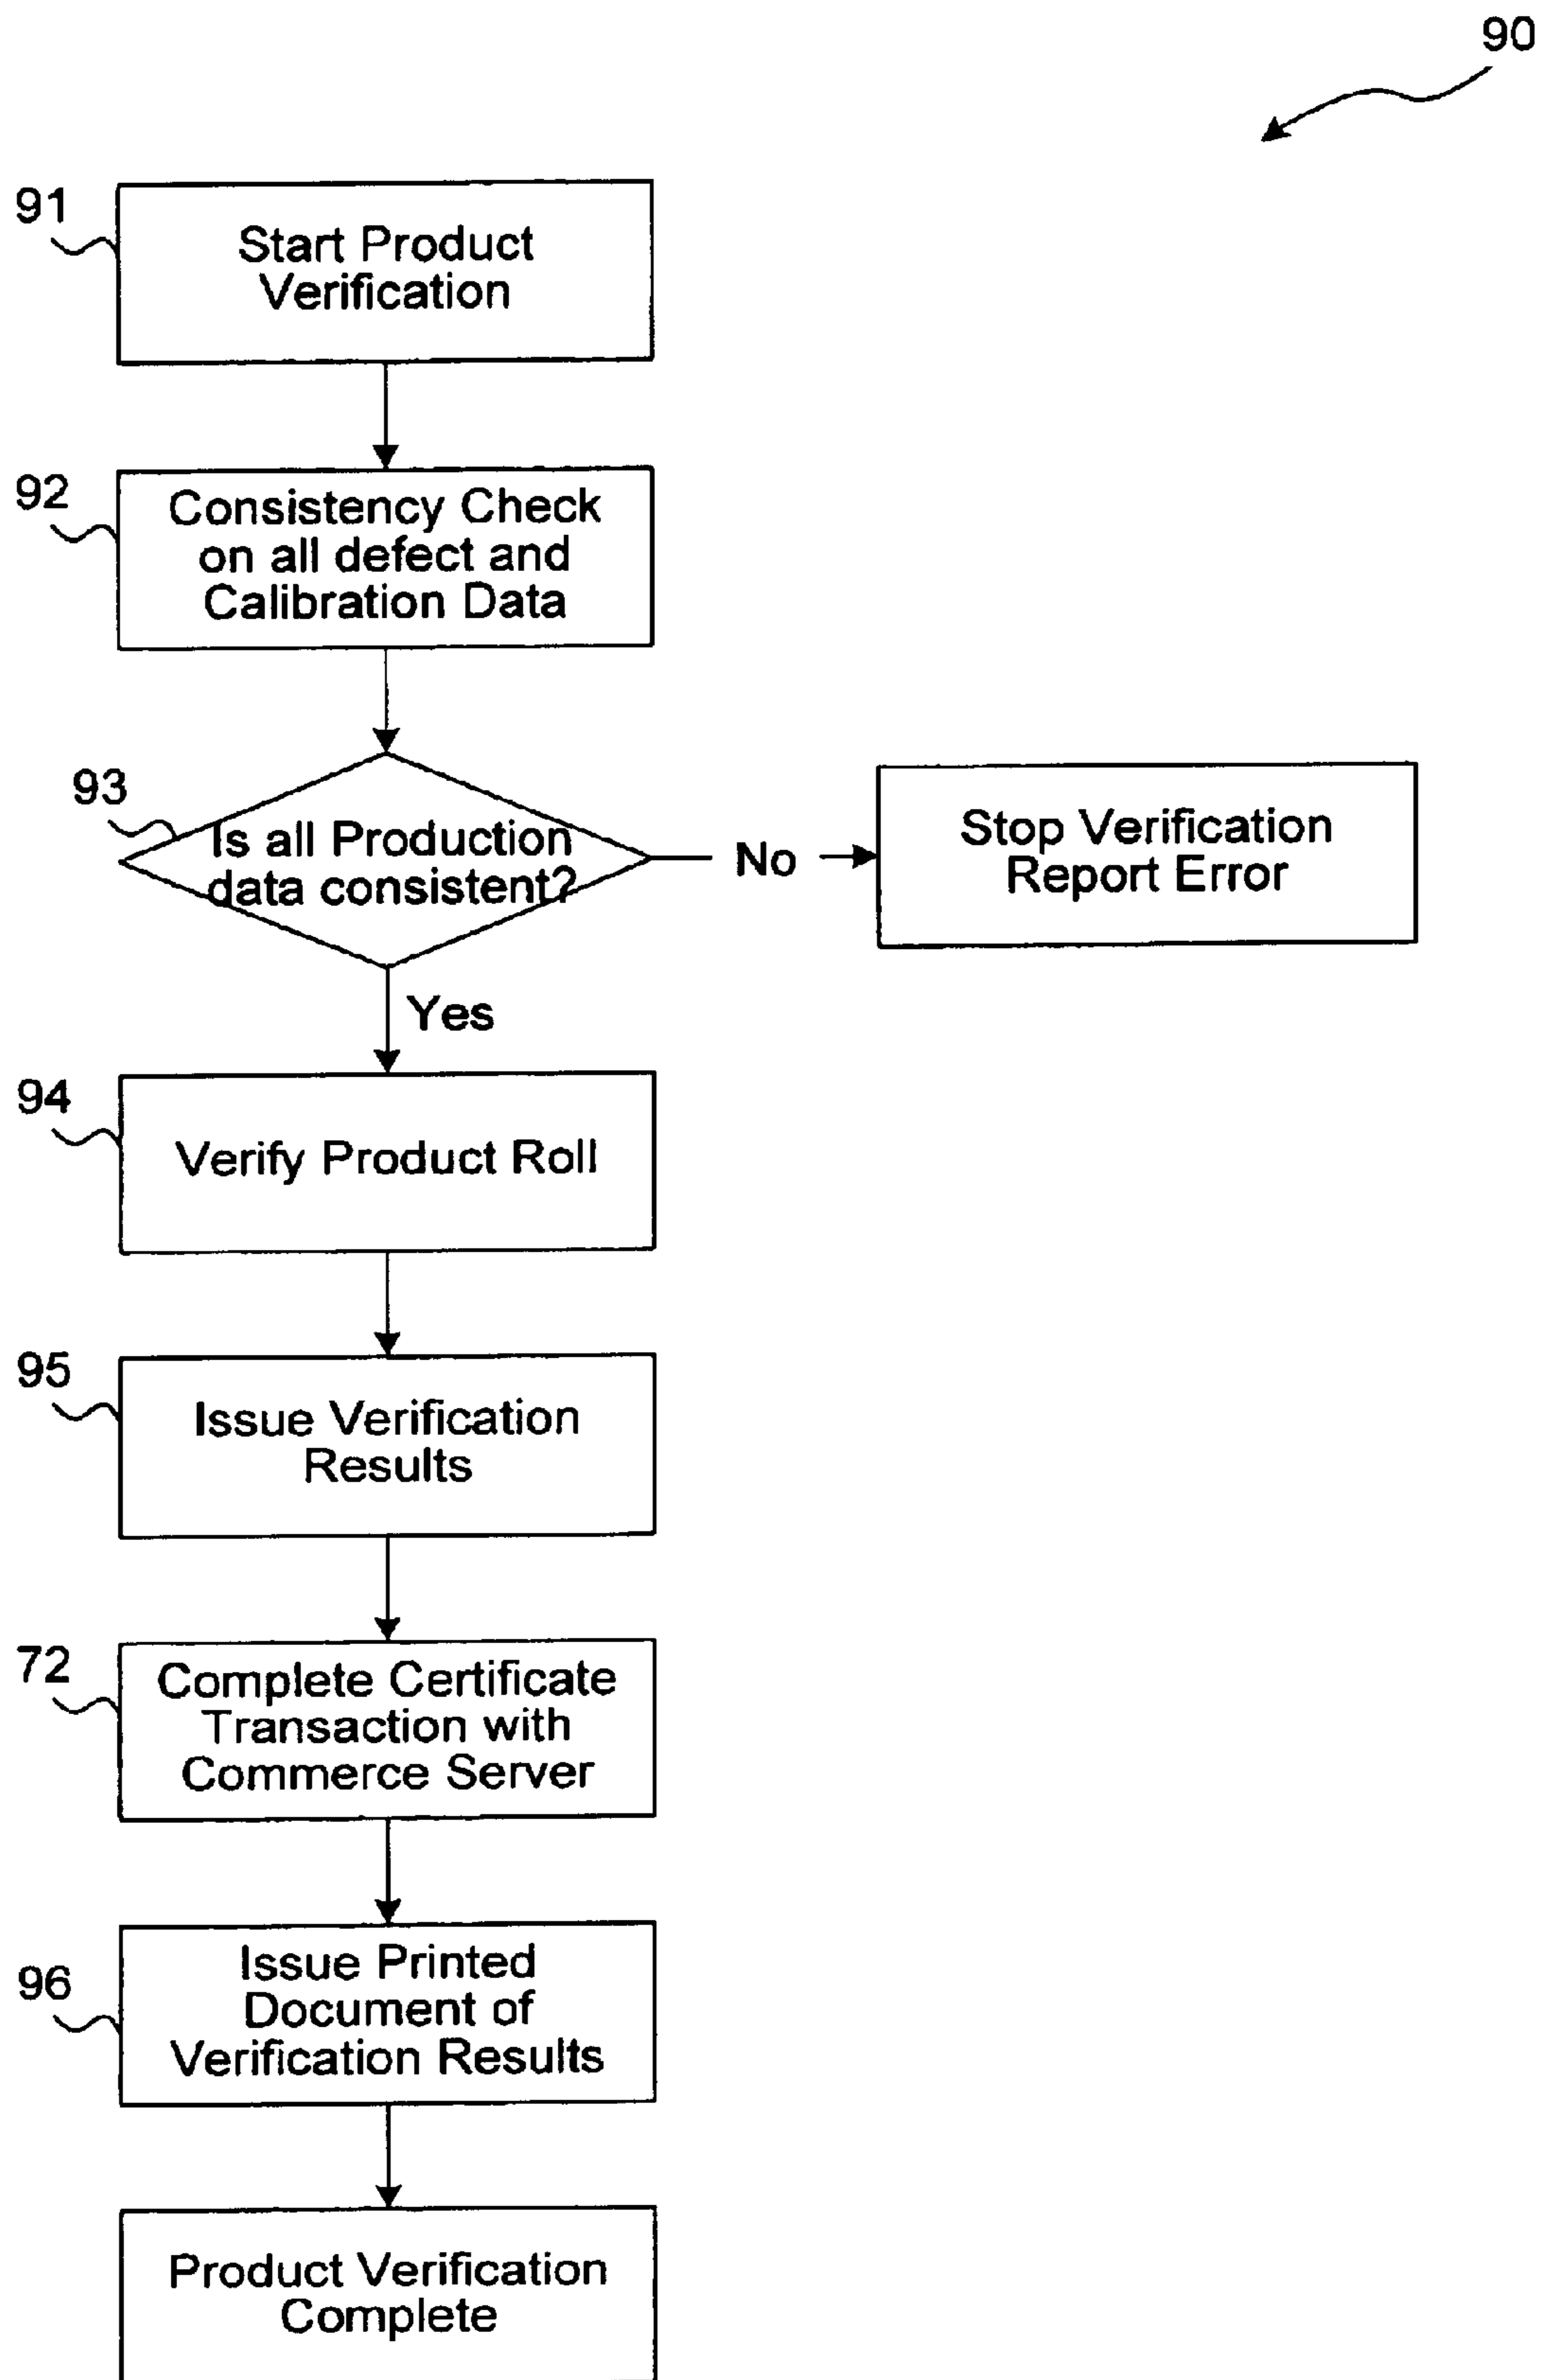 90
91
Start Product
Verification
92
Consistency Check
on all defect and
Calibration Data
93
Is all Production
data consistent?
No
Stop Verification
Report Error
Yes
94
Verify Product Roll
95
Issue Verification
Results
72
Complete Certificate
Transaction with
Commerce Server
96
Issue Printed
Document of
Verification Results
Product Verification
Complete